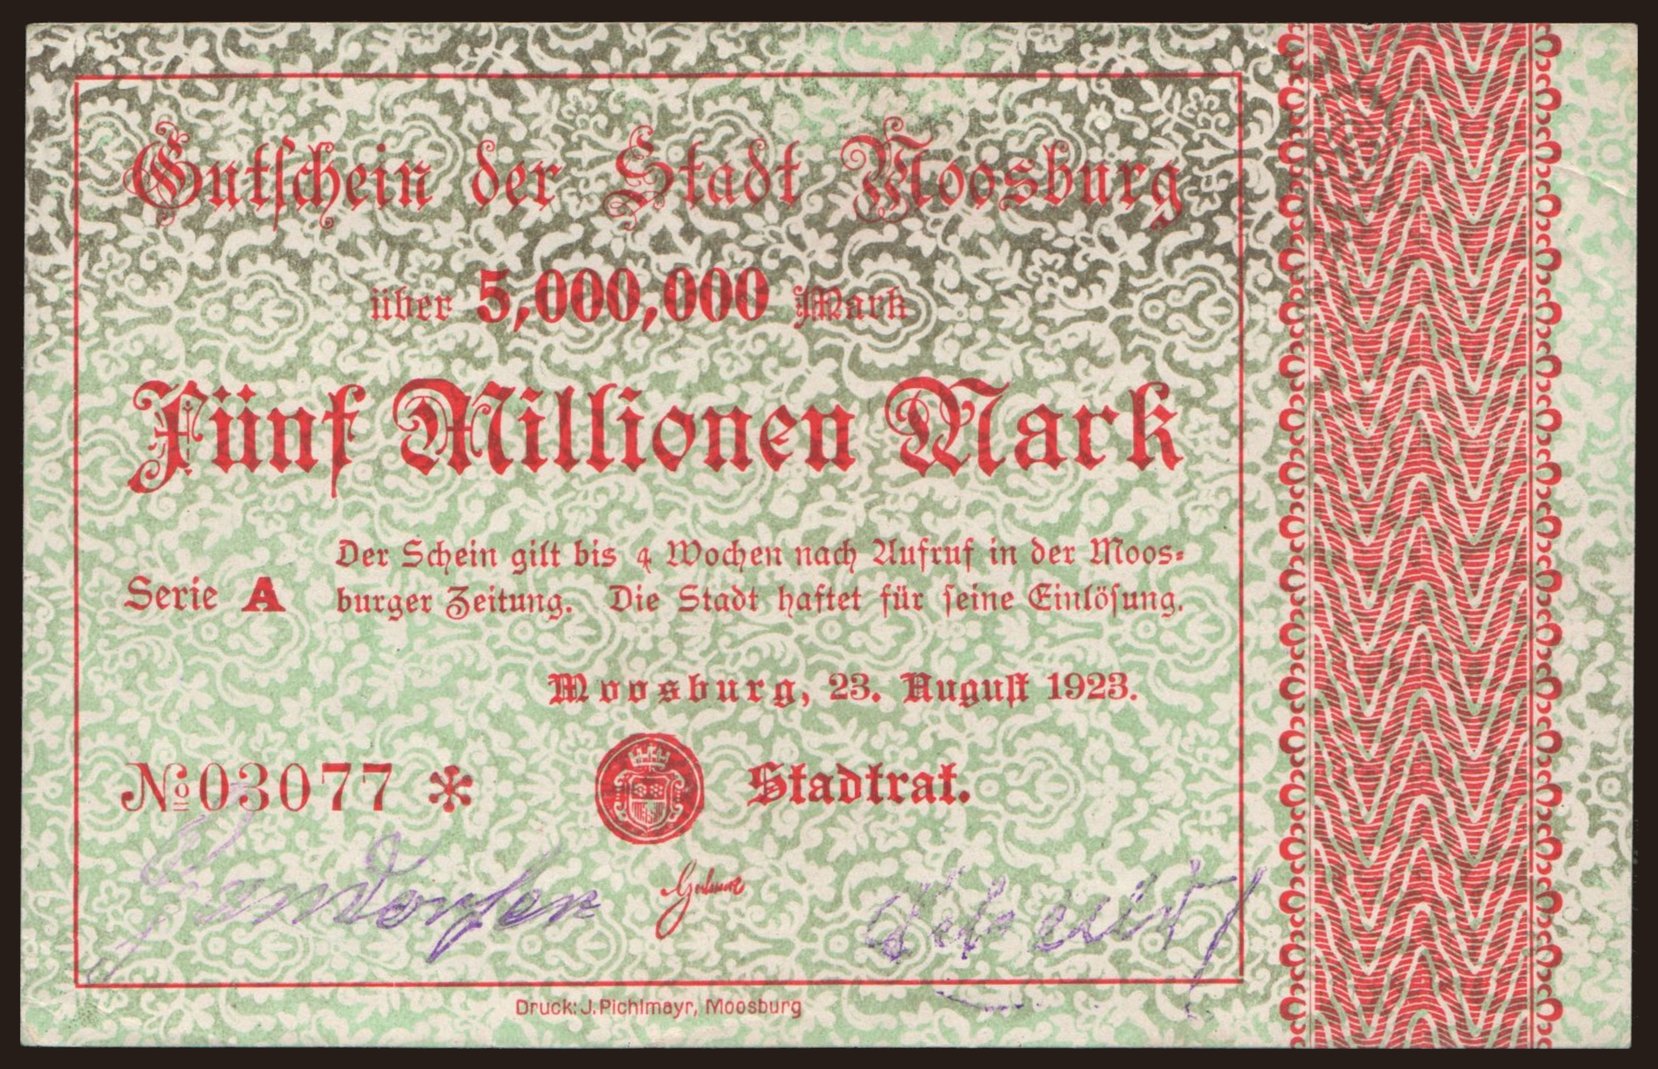 Gutschein der Stadt Moosburg
über 5,000,000 Mark
Fünf Millionen Mark
Serie A
Der Schein gilt bis 4 Wochen nach Aufruf in der Moos=
burger Zeitung. Die Stadt haftet für seine Einlösung.
Moosburg, 23. August 1923.
№ 03077 *
Stadtrat.
Druck: J. Pichlmayr, Moosburg